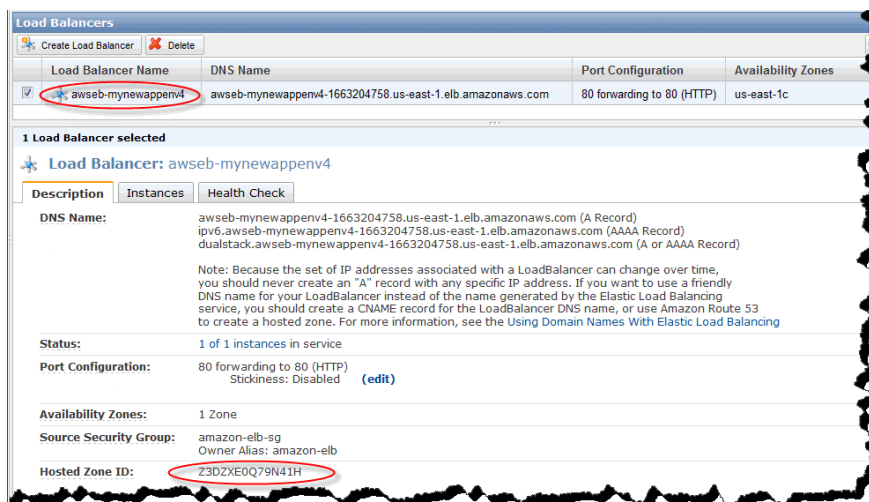 Load Balancers
Create Load Balancer Delete
Load Balancer Name DNS Name Port Configuration Availability Zones
awseb-mynewappenv4 awseb-mynewappenv4-1663204758.us-east-1.elb.amazonaws.com 80 forwarding to 80 (HTTP) us-east-1c
1 Load Balancer selected
Load Balancer: awseb-mynewappenv4
Description Instances Health Check
DNS Name: awseb-mynewappenv4-1663204758.us-east-1.elb.amazonaws.com (A Record)
ipv6.awseb-mynewappenv4-1663204758.us-east-1.elb.amazonaws.com (AAAA Record)
dualstack.awseb-mynewappenv4-1663204758.us-east-1.elb.amazonaws.com (A or AAAA Record)
Note: Because the set of IP addresses associated with a LoadBalancer can change over time,
you should never create an "A" record with any specific IP address. If you want to use a friendly
DNS name for your LoadBalancer instead of the name generated by the Elastic Load Balancing
service, you should create a CNAME record for the LoadBalancer DNS name, or use Amazon Route 53
to create a hosted zone. For more information, see the Using Domain Names With Elastic Load Balancing
Status: 1 of 1 instances in service
Port Configuration: 80 forwarding to 80 (HTTP)
Stickiness: Disabled (edit)
Availability Zones: 1 Zone
Source Security Group: amazon-elb-sg
Owner Alias: amazon-elb
Hosted Zone ID: Z3DZXE0Q79N41H